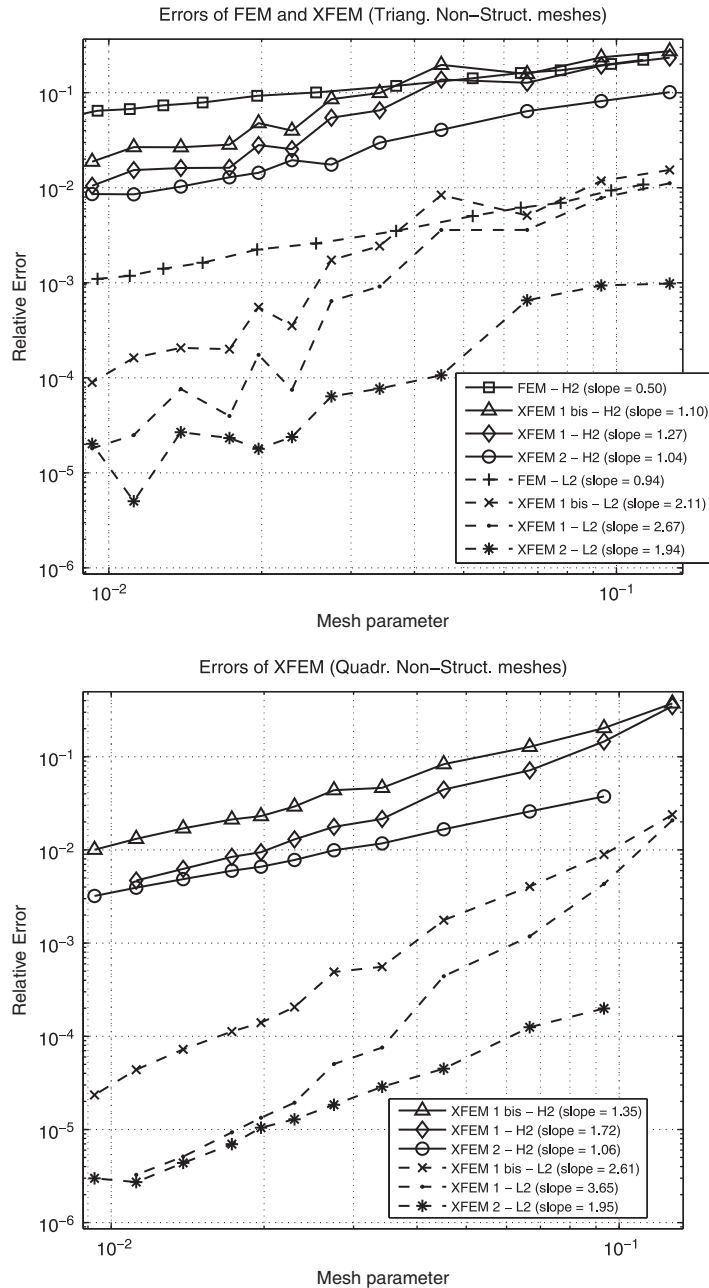 Errors of FEM and XFEM (Triang. Non−Struct. meshes)
10−1
10−2
10−3
10−4
10−5
10−6
Relative Error
FEM − H2 (slope = 0.50)
XFEM 1 bis − H2 (slope = 1.10)
XFEM 1 − H2 (slope = 1.27)
XFEM 2 − H2 (slope = 1.04)
FEM − L2 (slope = 0.94)
XFEM 1 bis − L2 (slope = 2.11)
XFEM 1 − L2 (slope = 2.67)
XFEM 2 − L2 (slope = 1.94)
10−2
10−1
Mesh parameter
Errors of XFEM (Quadr. Non−Struct. meshes)
10−1
10−2
10−3
10−4
10−5
10−6
Relative Error
XFEM 1 bis − H2 (slope = 1.35)
XFEM 1 − H2 (slope = 1.72)
XFEM 2 − H2 (slope = 1.06)
XFEM 1 bis − L2 (slope = 2.61)
XFEM 1 − L2 (slope = 3.65)
XFEM 2 − L2 (slope = 1.95)
10−2
10−1
Mesh parameter